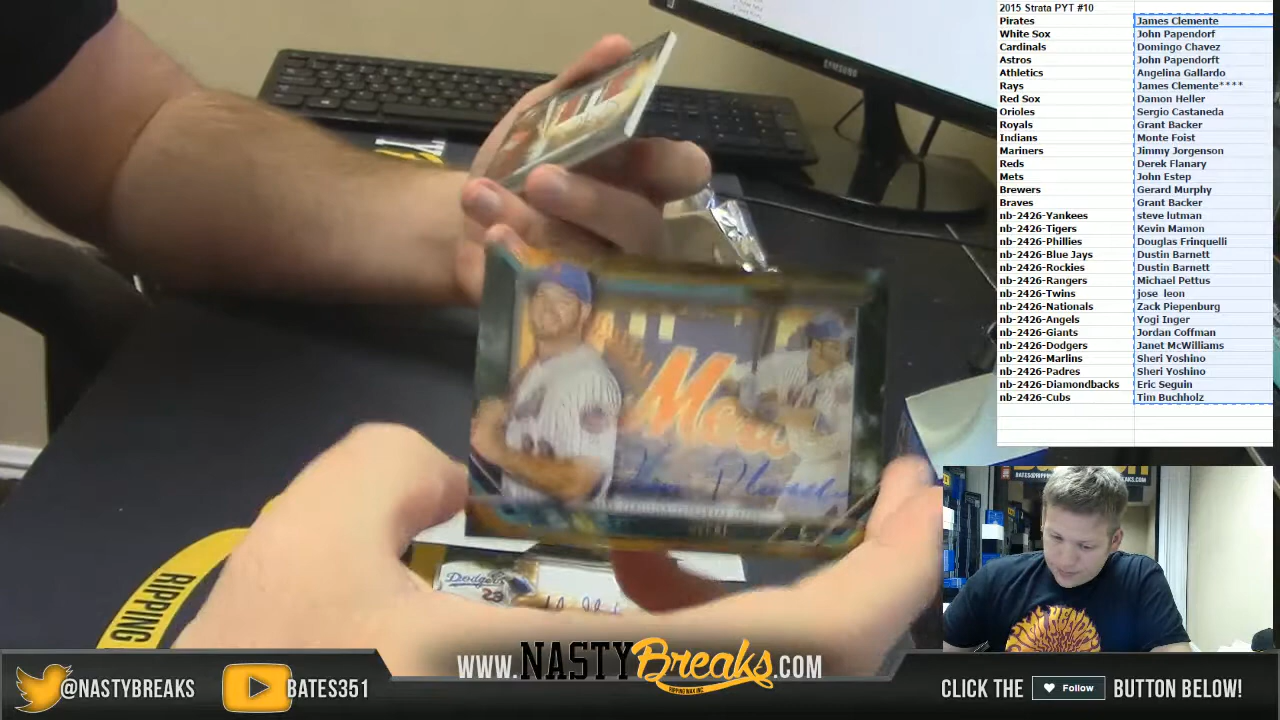 2015 Strata PYT #10
Pirates James Clemente
White Sox John Papendorf
Cardinals Domingo Chavez
Astros John Papendorft
Athletics Angelina Gallardo
Rays James Clemente****
Red Sox Damon Heller
Orioles Sergio Castaneda
Royals Grant Backer
Indians Monte Foist
Mariners Jimmy Jorgenson
Reds Derek Flanary
Mets John Estep
Brewers Gerard Murphy
Braves Grant Backer
nb-2426-Yankees steve lutman
nb-2426-Tigers Kevin Mamon
nb-2426-Phillies Douglas Frinquelli
nb-2426-Blue Jays Dustin Barnett
nb-2426-Rockies Dustin Barnett
nb-2426-Rangers Michael Pettus
nb-2426-Twins jose leon
nb-2426-Nationals Zack Piepenburg
nb-2426-Angels Yogi Inger
nb-2426-Giants Jordan Coffman
nb-2426-Dodgers Janet McWilliams
nb-2426-Marlins Sheri Yoshino
nb-2426-Padres Sheri Yoshino
nb-2426-Diamondbacks Eric Seguin
nb-2426-Cubs Tim Buchholz
SAMSUNG
Mets
Dodgers
23
RIPPING
@NASTYBREAKS
BATES351
WWW.NASTYBreaks.COM
RIPPING WAX INC.
CLICK THE Follow BUTTON BELOW!